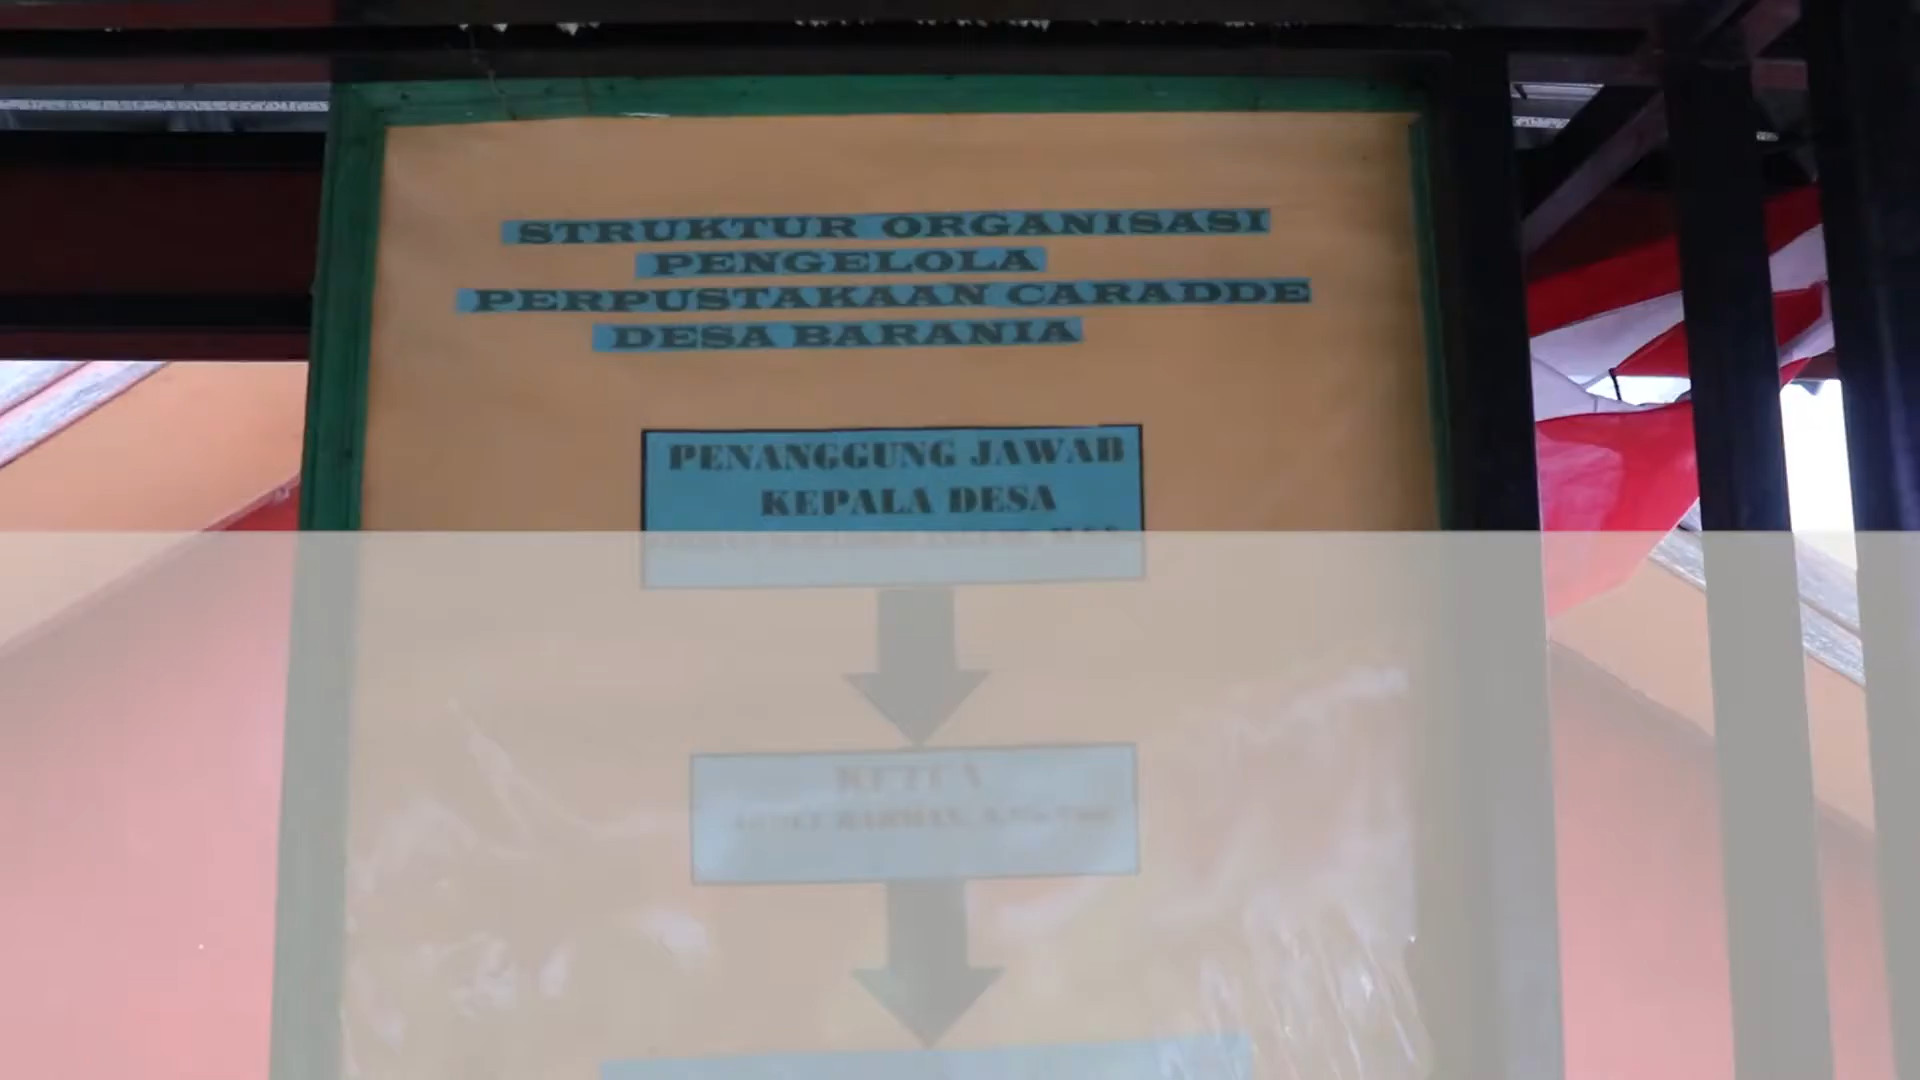 STRUKTUR ORGANISASI
PENGELOLA
PERPUSTAKAAN CARADDE
DESA BARANIA
PENANGGUNG JAWAB
KEPALA DESA
KETUA